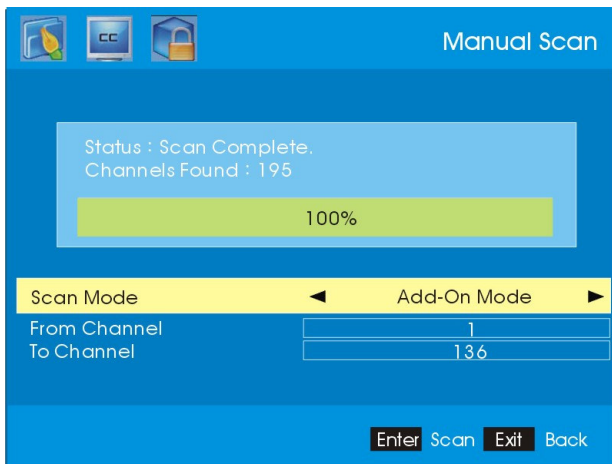 CC
Manual Scan
Status : Scan Complete.
Channels Found : 195
100%
Scan Mode ◄ Add-On Mode ►
From Channel 1
To Channel 136
Enter Scan Exit Back